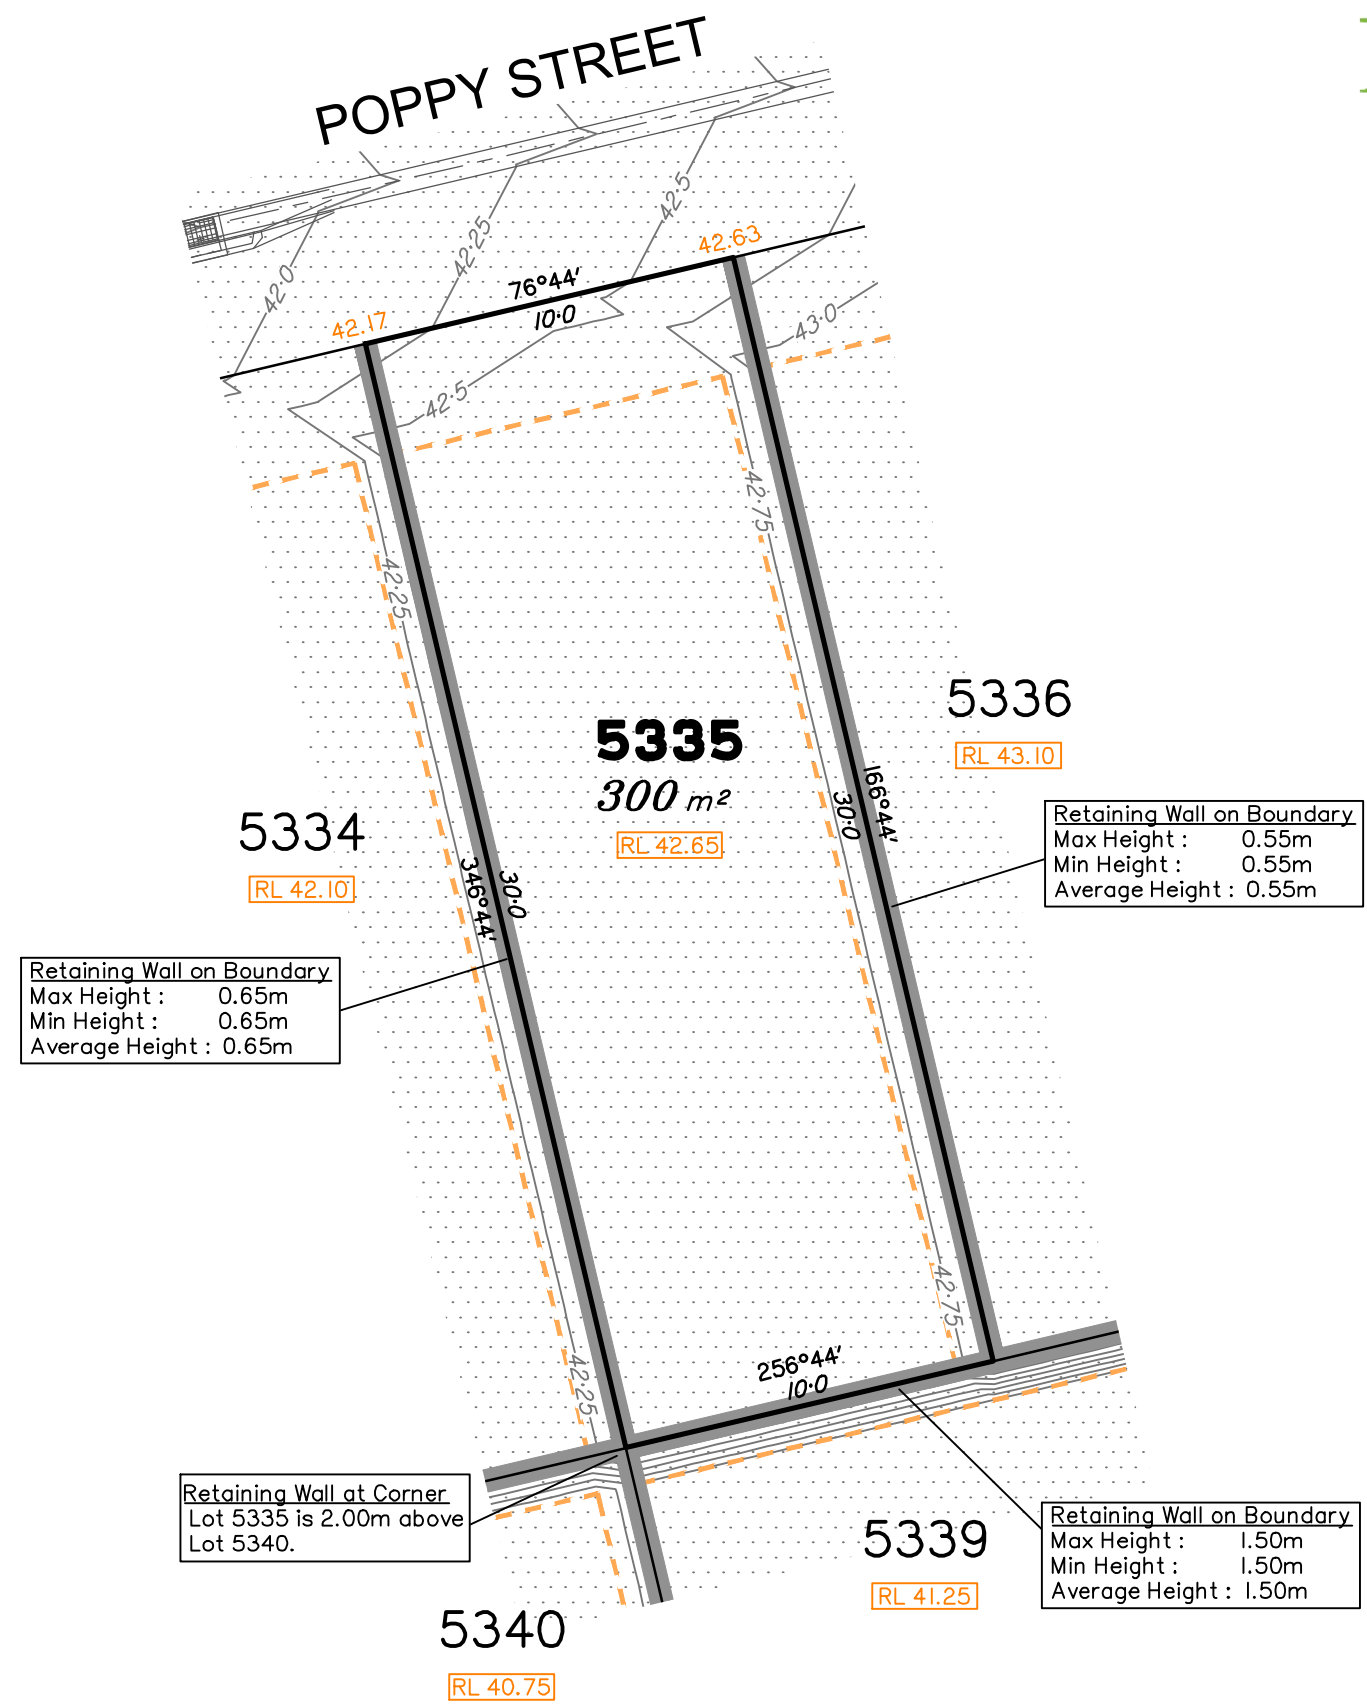 POPPY STREET
42·0
42·25
42·5
42.63
76°44'
10·0
42.17
43·0
42·5
42·75
42·25
5336
RL 43.10
5335
300 m²
RL 42.65
166°44'
30·0
5334
RL 42.10
346°44'
30·0
Retaining Wall on Boundary
Max Height : 0.55m
Min Height : 0.55m
Average Height : 0.55m
Retaining Wall on Boundary
Max Height : 0.65m
Min Height : 0.65m
Average Height : 0.65m
42·75
42·25
256°44'
10·0
Retaining Wall at Corner
Lot 5335 is 2.00m above
Lot 5340.
5339
RL 41.25
Retaining Wall on Boundary
Max Height : 1.50m
Min Height : 1.50m
Average Height : 1.50m
5340
RL 40.75